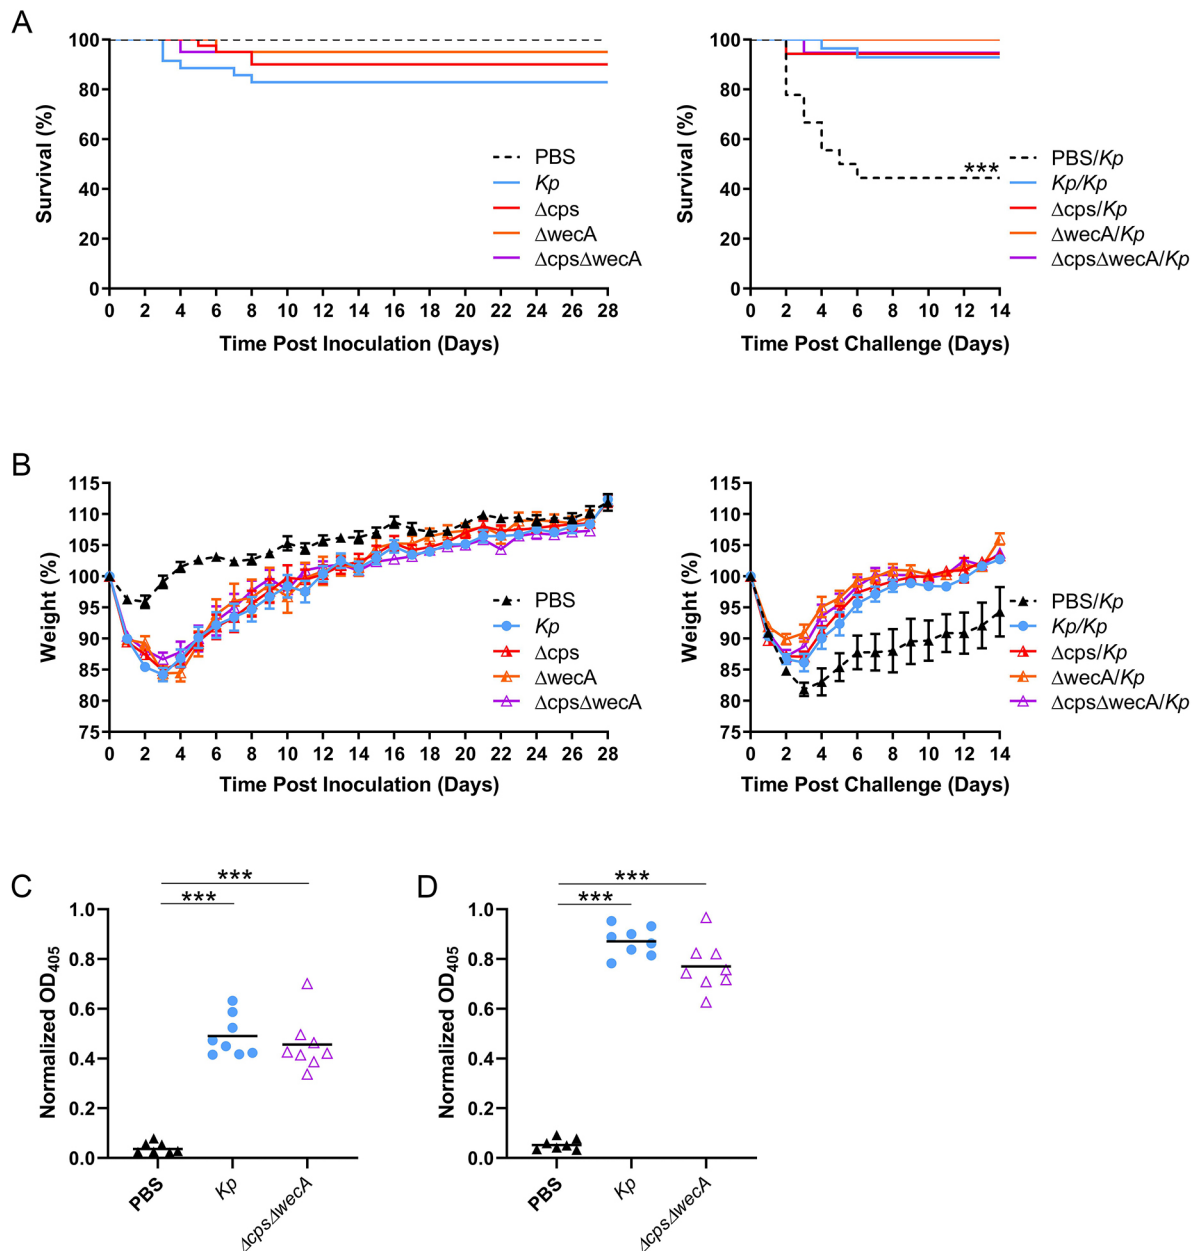 A
Survival (%)
100
80
60
40
20
0
0 2 4 6 8 10 12 14 16 18 20 22 24 26 28
Time Post Inoculation (Days)
PBS
Kp
Δcps
ΔwecA
ΔcpsΔwecA
Survival (%)
100
80
60
40
20
0
0 2 4 6 8 10 12 14
Time Post Challenge (Days)
***
PBS/Kp
Kp/Kp
Δcps/Kp
ΔwecA/Kp
ΔcpsΔwecA/Kp
B
Weight (%)
115
110
105
100
95
90
85
80
75
0 2 4 6 8 10 12 14 16 18 20 22 24 26 28
Time Post Inoculation (Days)
PBS
Kp
Δcps
ΔwecA
ΔcpsΔwecA
Weight (%)
115
110
105
100
95
90
85
80
75
0 2 4 6 8 10 12 14
Time Post Challenge (Days)
PBS/Kp
Kp/Kp
Δcps/Kp
ΔwecA/Kp
ΔcpsΔwecA/Kp
C
***
***
Normalized OD405
1.0
0.8
0.6
0.4
0.2
0.0
PBS
Kp
ΔcpsΔwecA
D
***
***
Normalized OD405
1.0
0.8
0.6
0.4
0.2
0.0
PBS
Kp
ΔcpsΔwecA